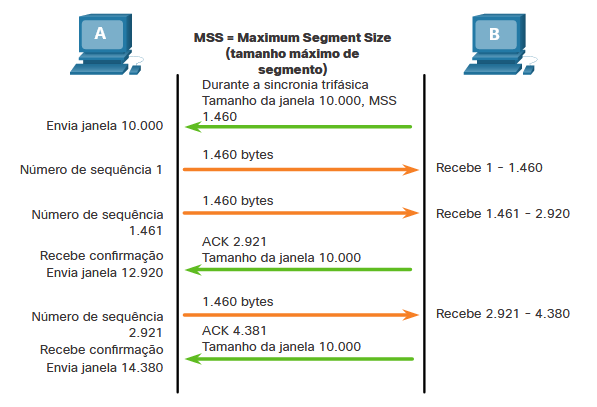 A
B
MSS = Maximum Segment Size
(tamanho máximo de
segmento)
Durante a sincronia trifásica
Tamanho da janela 10.000, MSS
1.460
Envia janela 10.000
1.460 bytes
Número de sequência 1
Recebe 1 - 1.460
1.460 bytes
Número de sequência
1.461
Recebe 1.461 - 2.920
ACK 2.921
Tamanho da janela 10.000
Recebe confirmação
Envia janela 12.920
1.460 bytes
Número de sequência
2.921
Recebe 2.921 - 4.380
ACK 4.381
Tamanho da janela 10.000
Recebe confirmação
Envia janela 14.380